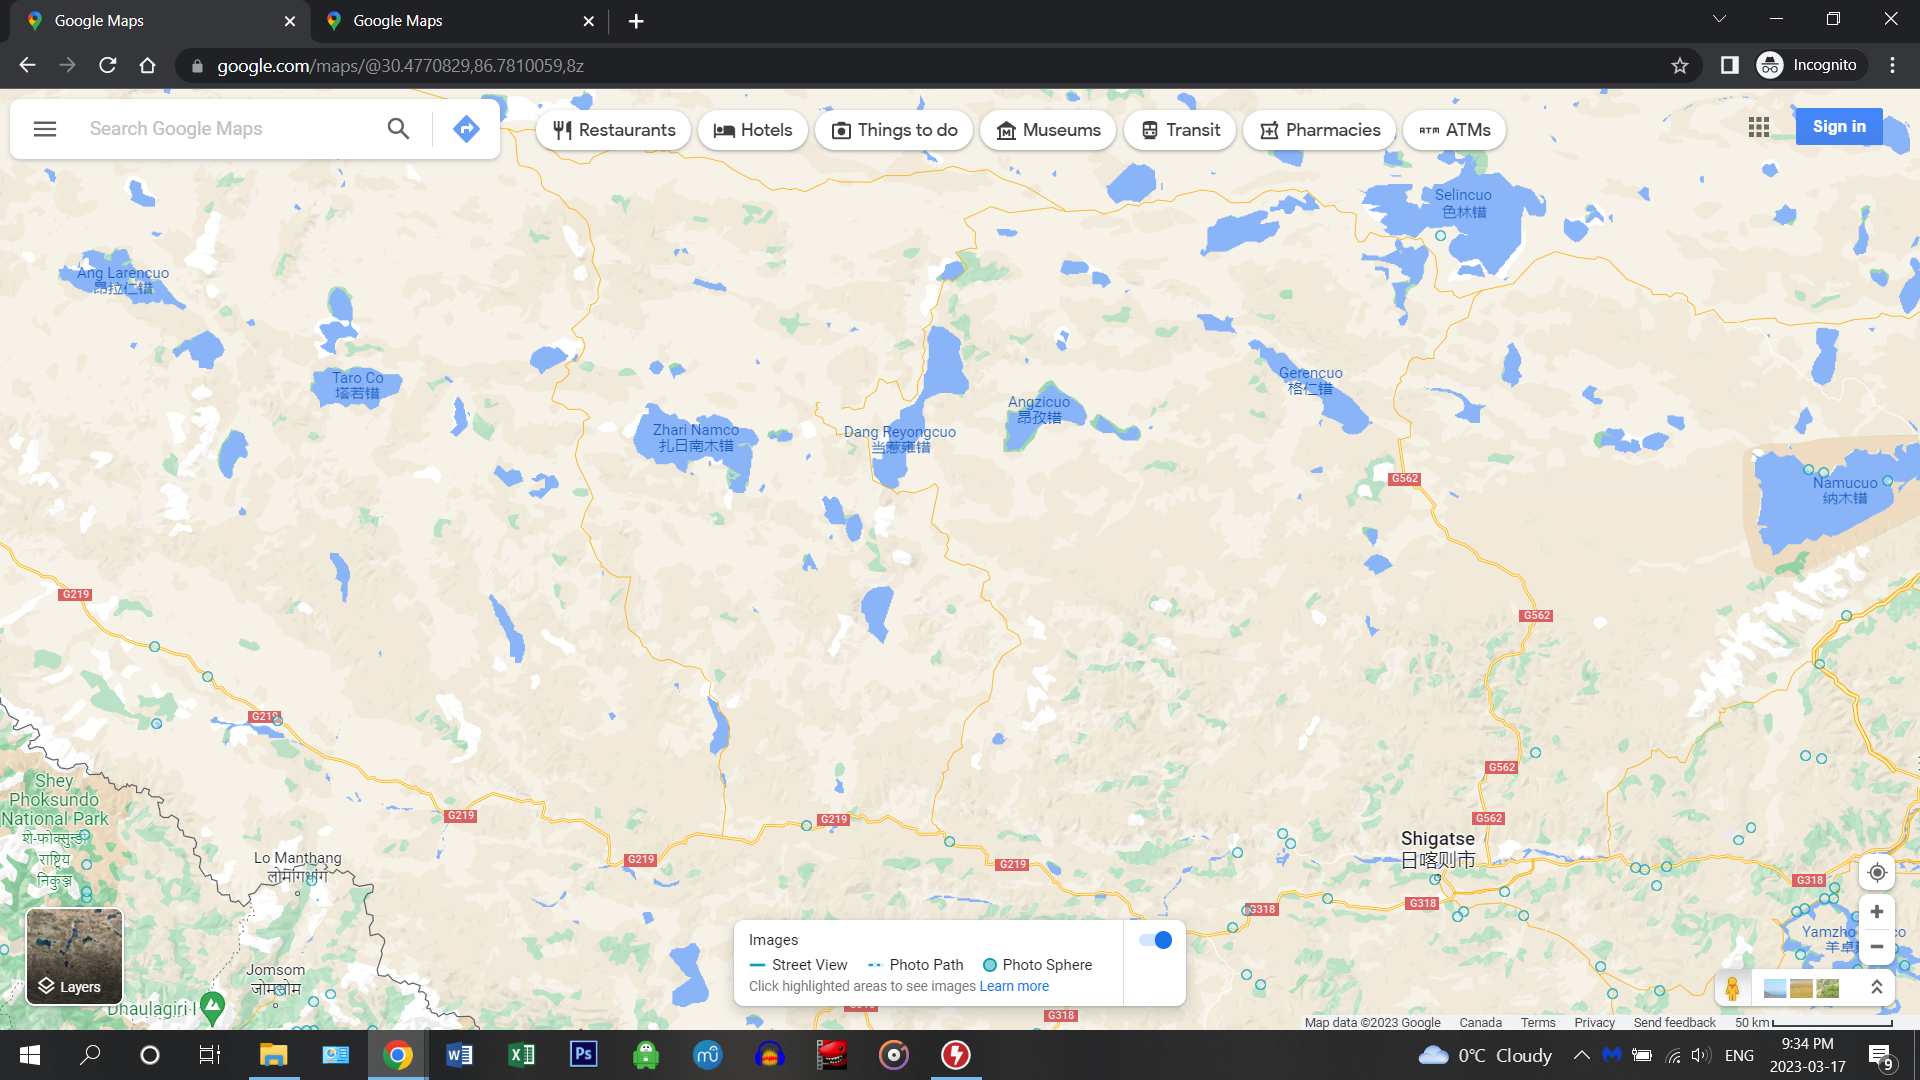 Google Maps
Google Maps
google.com/maps/@30.4770829,86.7810059,8z
Incognito
Search Google Maps
Restaurants
Hotels
Things to do
Museums
Transit
Pharmacies
ATM ATMs
Sign in
Selincuo
色林错
Ang Larencuo
昂拉仁错
Taro Co
塔若错
Gerencuo
格仁错
Angzicuo
昂孜错
Zhari Namco
扎日南木错
Dang Reyongcuo
当惹雍错
G562
Namucuo
纳木错
G219
G562
G219
G562
Shey
Phoksundo
National Park
शे-फोक्सुन्डो
राष्ट्रिय
निकुञ्ज
G219
G219
G562
Shigatse
日喀则市
Lo Manthang
लोमाङथाङ
G219
G219
G318
G318
G318
Yamzho
羊卓
Images
Street View
Photo Path
Photo Sphere
Click highlighted areas to see images Learn more
Jomsom
जोमसोम
Layers
Dhaulagiri I
G318
Map data ©2023 Google
Canada
Terms
Privacy
Send feedback
50 km
0°C Cloudy
ENG
9:34 PM
2023-03-17
9